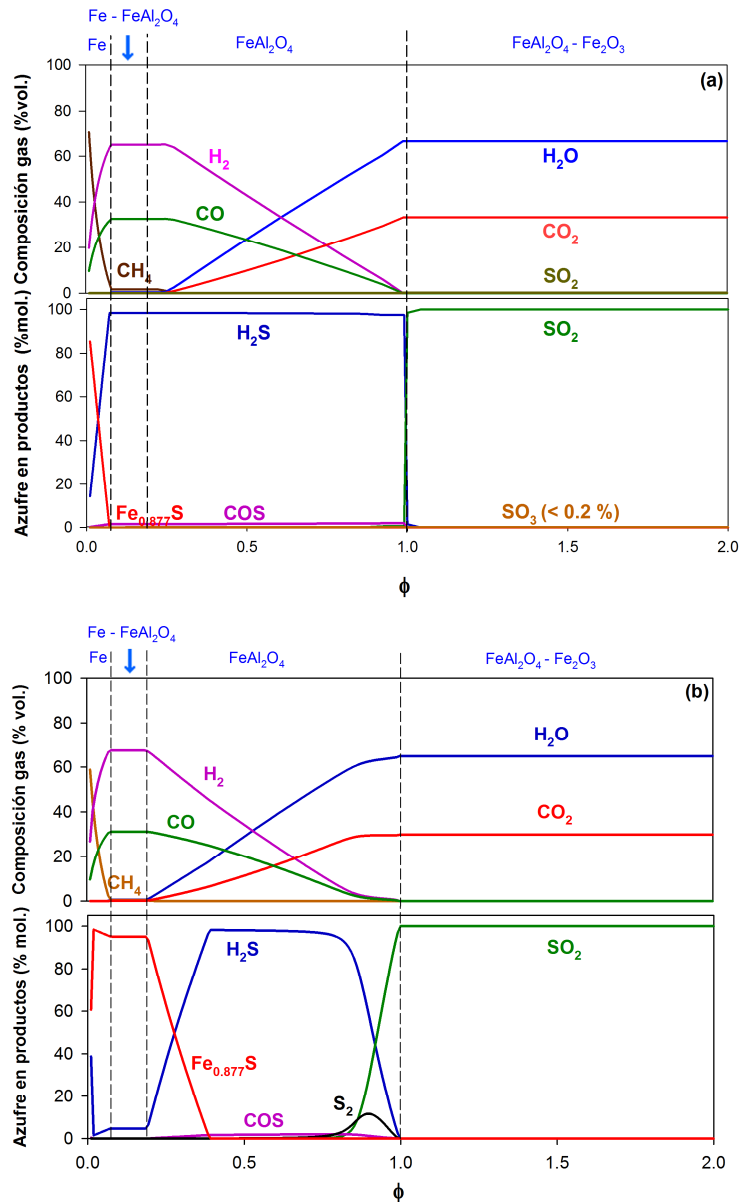 Fe - FeAl2O4
Fe
FeAl2O4
FeAl2O4 - Fe2O3
100
80
60
40
20
0
Composición gas (%vol.)
(a)
H2
CO
CH4
H2O
CO2
SO2
100
80
60
40
20
0
Azufre en productos (%mol.)
H2S
SO2
Fe0.877S
COS
SO3 (< 0.2 %)
0.0 0.5 1.0 1.5 2.0
ϕ
Fe - FeAl2O4
Fe
FeAl2O4
FeAl2O4 - Fe2O3
100
80
60
40
20
0
Composición gas (% vol.)
(b)
H2
CO
CH4
H2O
CO2
100
80
60
40
20
0
Azufre en productos (% mol.)
H2S
SO2
Fe0.877S
S2
COS
0.0 0.5 1.0 1.5 2.0
ϕ